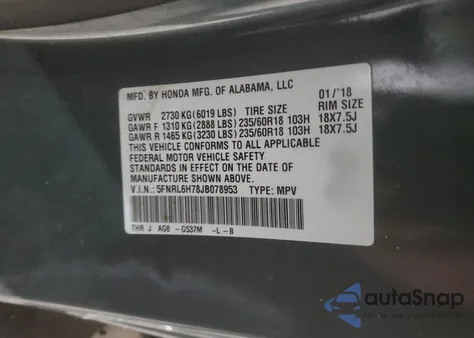 MFD. BY HONDA MFG. OF ALABAMA, LLC 01/'18
GVWR 2730 KG(6019 LBS) TIRE SIZE RIM SIZE
GAWR F 1310 KG(2888 LBS) 235/60R18 103H 18X7.5J
GAWR R 1465 KG(3230 LBS) 235/60R18 103H 18X7.5J
THIS VEHICLE CONFORMS TO ALL APPLICABLE
FEDERAL MOTOR VEHICLE SAFETY
STANDARDS IN EFFECT ON THE DATE OF
MANUFACTURE SHOWN ABOVE.
V.I.N.: 5FNRL6H78JB078953 TYPE: MPV
THR J AG8 -G537M -L-B
autoSnap